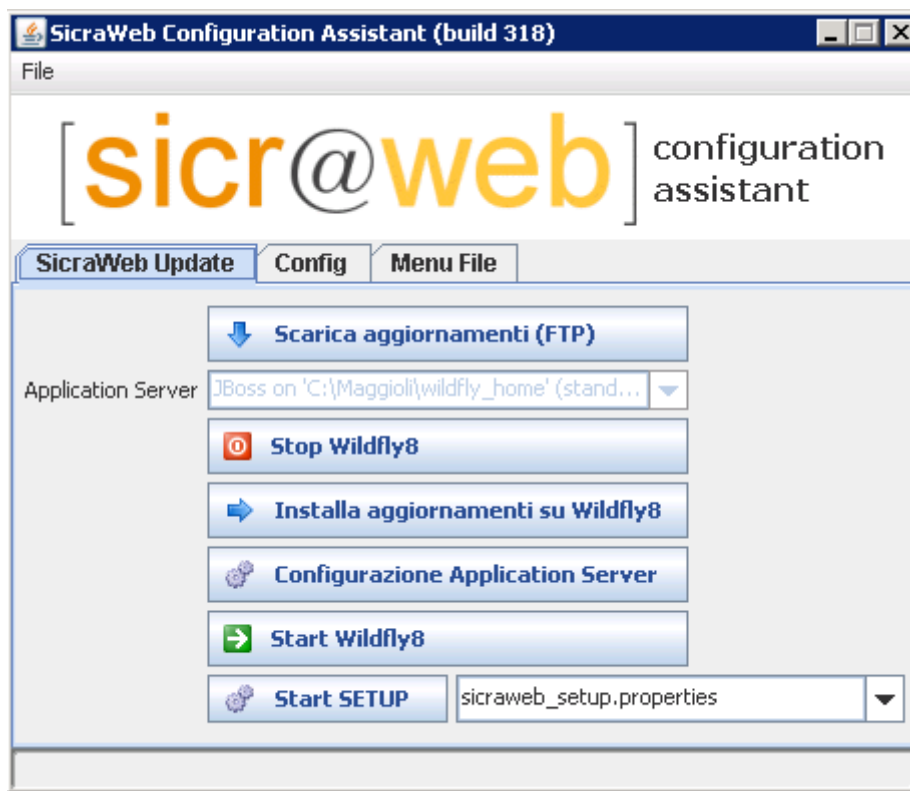 SicraWeb Configuration Assistant (build 318)
File
[sicr@web] configuration
assistant
SicraWeb Update Config Menu File
Scarica aggiornamenti (FTP)
Application Server JBoss on 'C:\Maggioli\wildfly_home' (stand...
Stop Wildfly8
Installa aggiornamenti su Wildfly8
Configurazione Application Server
Start Wildfly8
Start SETUP sicraweb_setup.properties